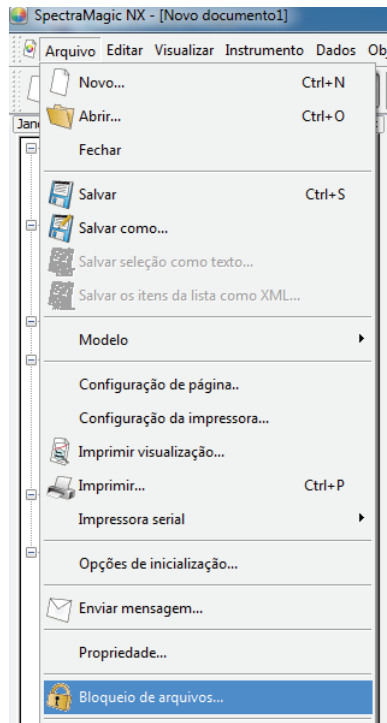 SpectraMagic NX - [Novo documento1]
Arquivo Editar Visualizar Instrumento Dados Ob
Novo... Ctrl+N
Abrir... Ctrl+O
Jan
Fechar
Salvar Ctrl+S
Salvar como...
Salvar seleção como texto...
Salvar os itens da lista como XML...
Modelo
Configuração de página..
Configuração da impressora...
Imprimir visualização...
Imprimir... Ctrl+P
Impressora serial
Opções de inicialização...
Enviar mensagem...
Propriedade...
Bloqueio de arquivos...